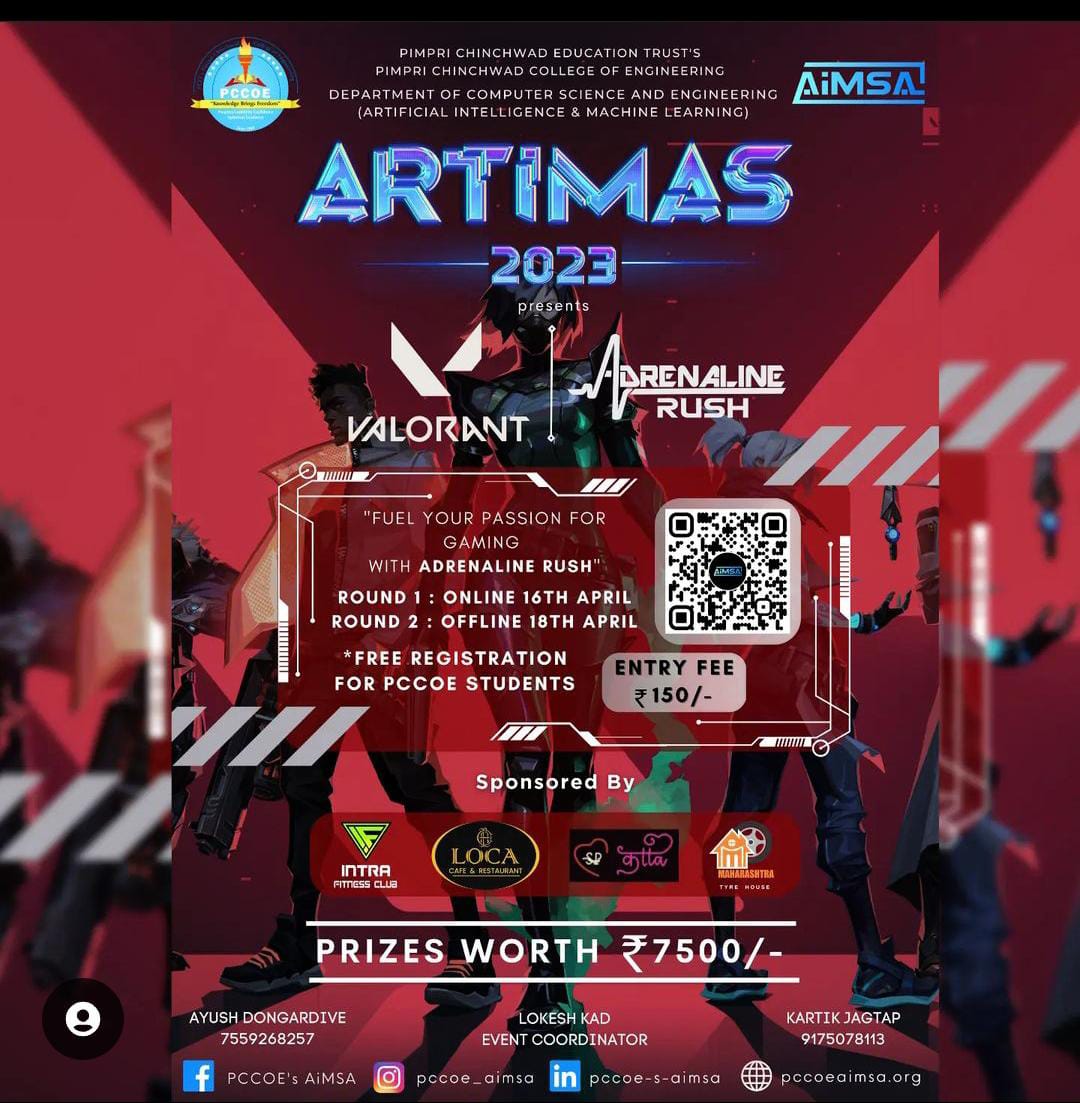 PIMPRI CHINCHWAD EDUCATION TRUST'S
PIMPRI CHINCHWAD COLLEGE OF ENGINEERING
DEPARTMENT OF COMPUTER SCIENCE AND ENGINEERING
(ARTIFICIAL INTELLIGENCE & MACHINE LEARNING)
PCCOE
"Knowledge Brings Freedom"
AiMSA
ARTIMAS
2023
presents
VALORANT
ADRENALINE
RUSH
"FUEL YOUR PASSION FOR
GAMING
WITH ADRENALINE RUSH"
ROUND 1 : ONLINE 16TH APRIL
ROUND 2 : OFFLINE 18TH APRIL
*FREE REGISTRATION
FOR PCCOE STUDENTS
AiMSA
ENTRY FEE
₹150/-
Sponsored By
INTRA
FITNESS CLUB
LOCA
CAFE & RESTAURANT
SP कट्टा
MAHARASHTRA
TYRE HOUSE
PRIZES WORTH ₹7500/-
AYUSH DONGARDIVE
7559268257
LOKESH KAD
EVENT COORDINATOR
KARTIK JAGTAP
9175078113
PCCOE's AiMSA
pccoe_aimsa
pccoe-s-aimsa
pccoeaimsa.org